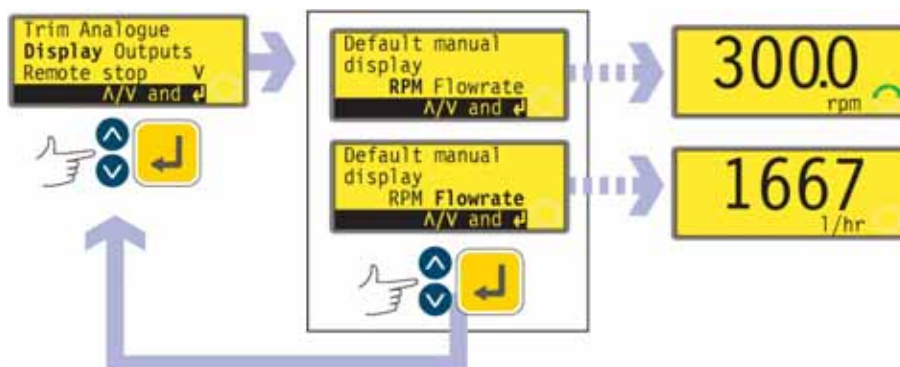 Trim Analogue
Display Outputs
Remote stop V
Λ/V and ↲
Default manual
display
RPM Flowrate
Λ/V and ↲
300.0
rpm
Default manual
display
RPM Flowrate
Λ/V and ↲
1667
l/hr